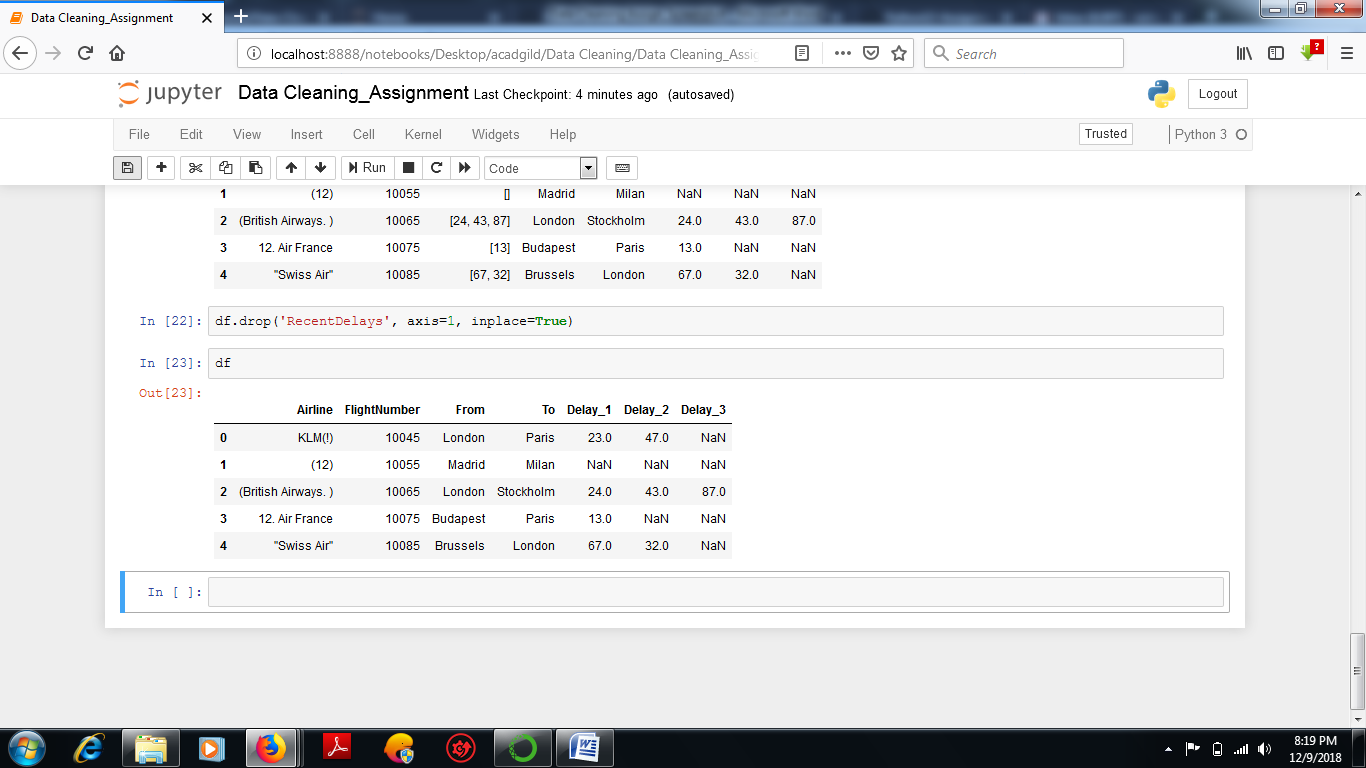 Data Cleaning_Assignment
localhost:8888/notebooks/Desktop/acadgild/Data Cleaning/Data Cleaning_Assig
Search
?
jupyter Data Cleaning_Assignment Last Checkpoint: 4 minutes ago (autosaved)
Logout
File Edit View Insert Cell Kernel Widgets Help
Trusted Python 3
Run Code
1 (12) 10055 [] Madrid Milan NaN NaN NaN
2 (British Airways. ) 10065 [24, 43, 87] London Stockholm 24.0 43.0 87.0
3 12. Air France 10075 [13] Budapest Paris 13.0 NaN NaN
4 "Swiss Air" 10085 [67, 32] Brussels London 67.0 32.0 NaN
In [22]: df.drop('RecentDelays', axis=1, inplace=True)
In [23]: df
Out[23]:
Airline FlightNumber From To Delay_1 Delay_2 Delay_3
0 KLM(!) 10045 London Paris 23.0 47.0 NaN
1 (12) 10055 Madrid Milan NaN NaN NaN
2 (British Airways. ) 10065 London Stockholm 24.0 43.0 87.0
3 12. Air France 10075 Budapest Paris 13.0 NaN NaN
4 "Swiss Air" 10085 Brussels London 67.0 32.0 NaN
In [ ]:
8:19 PM
12/9/2018